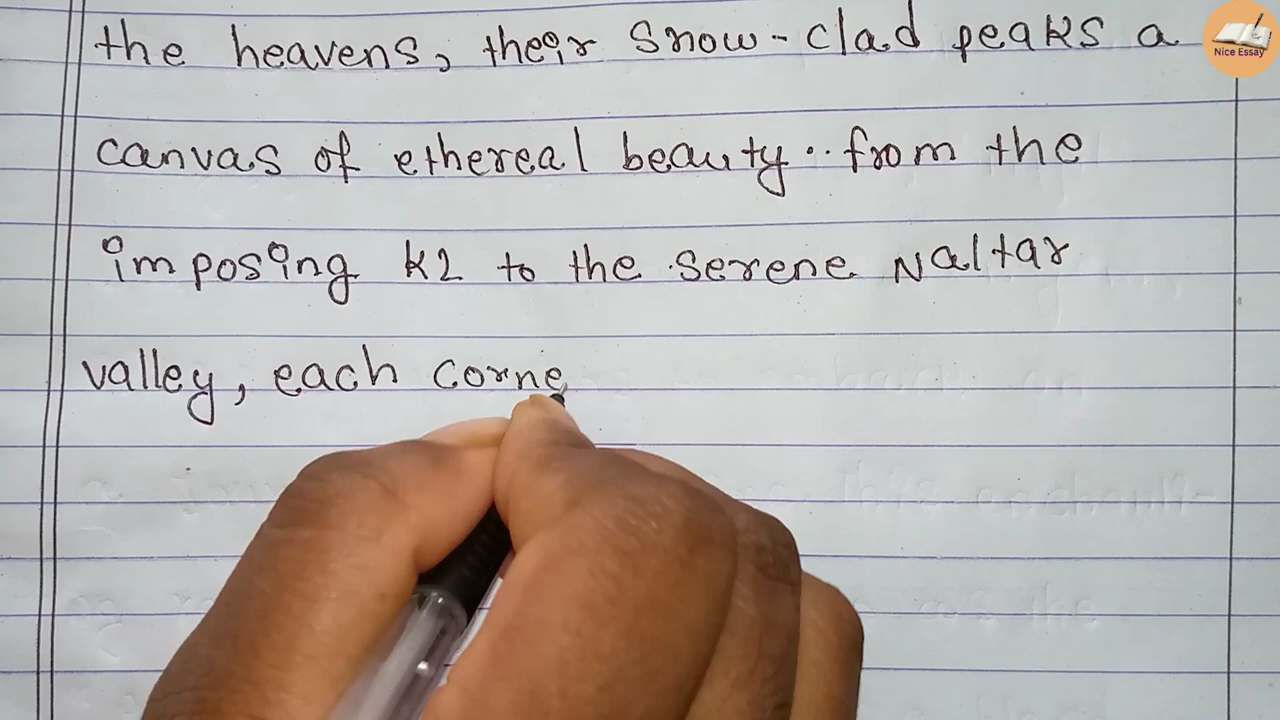 the heavens, their snow-clad peaks a
Nice Essay
canvas of ethereal beauty.. from the
imposing K2 to the serene Naltar
valley, each corne